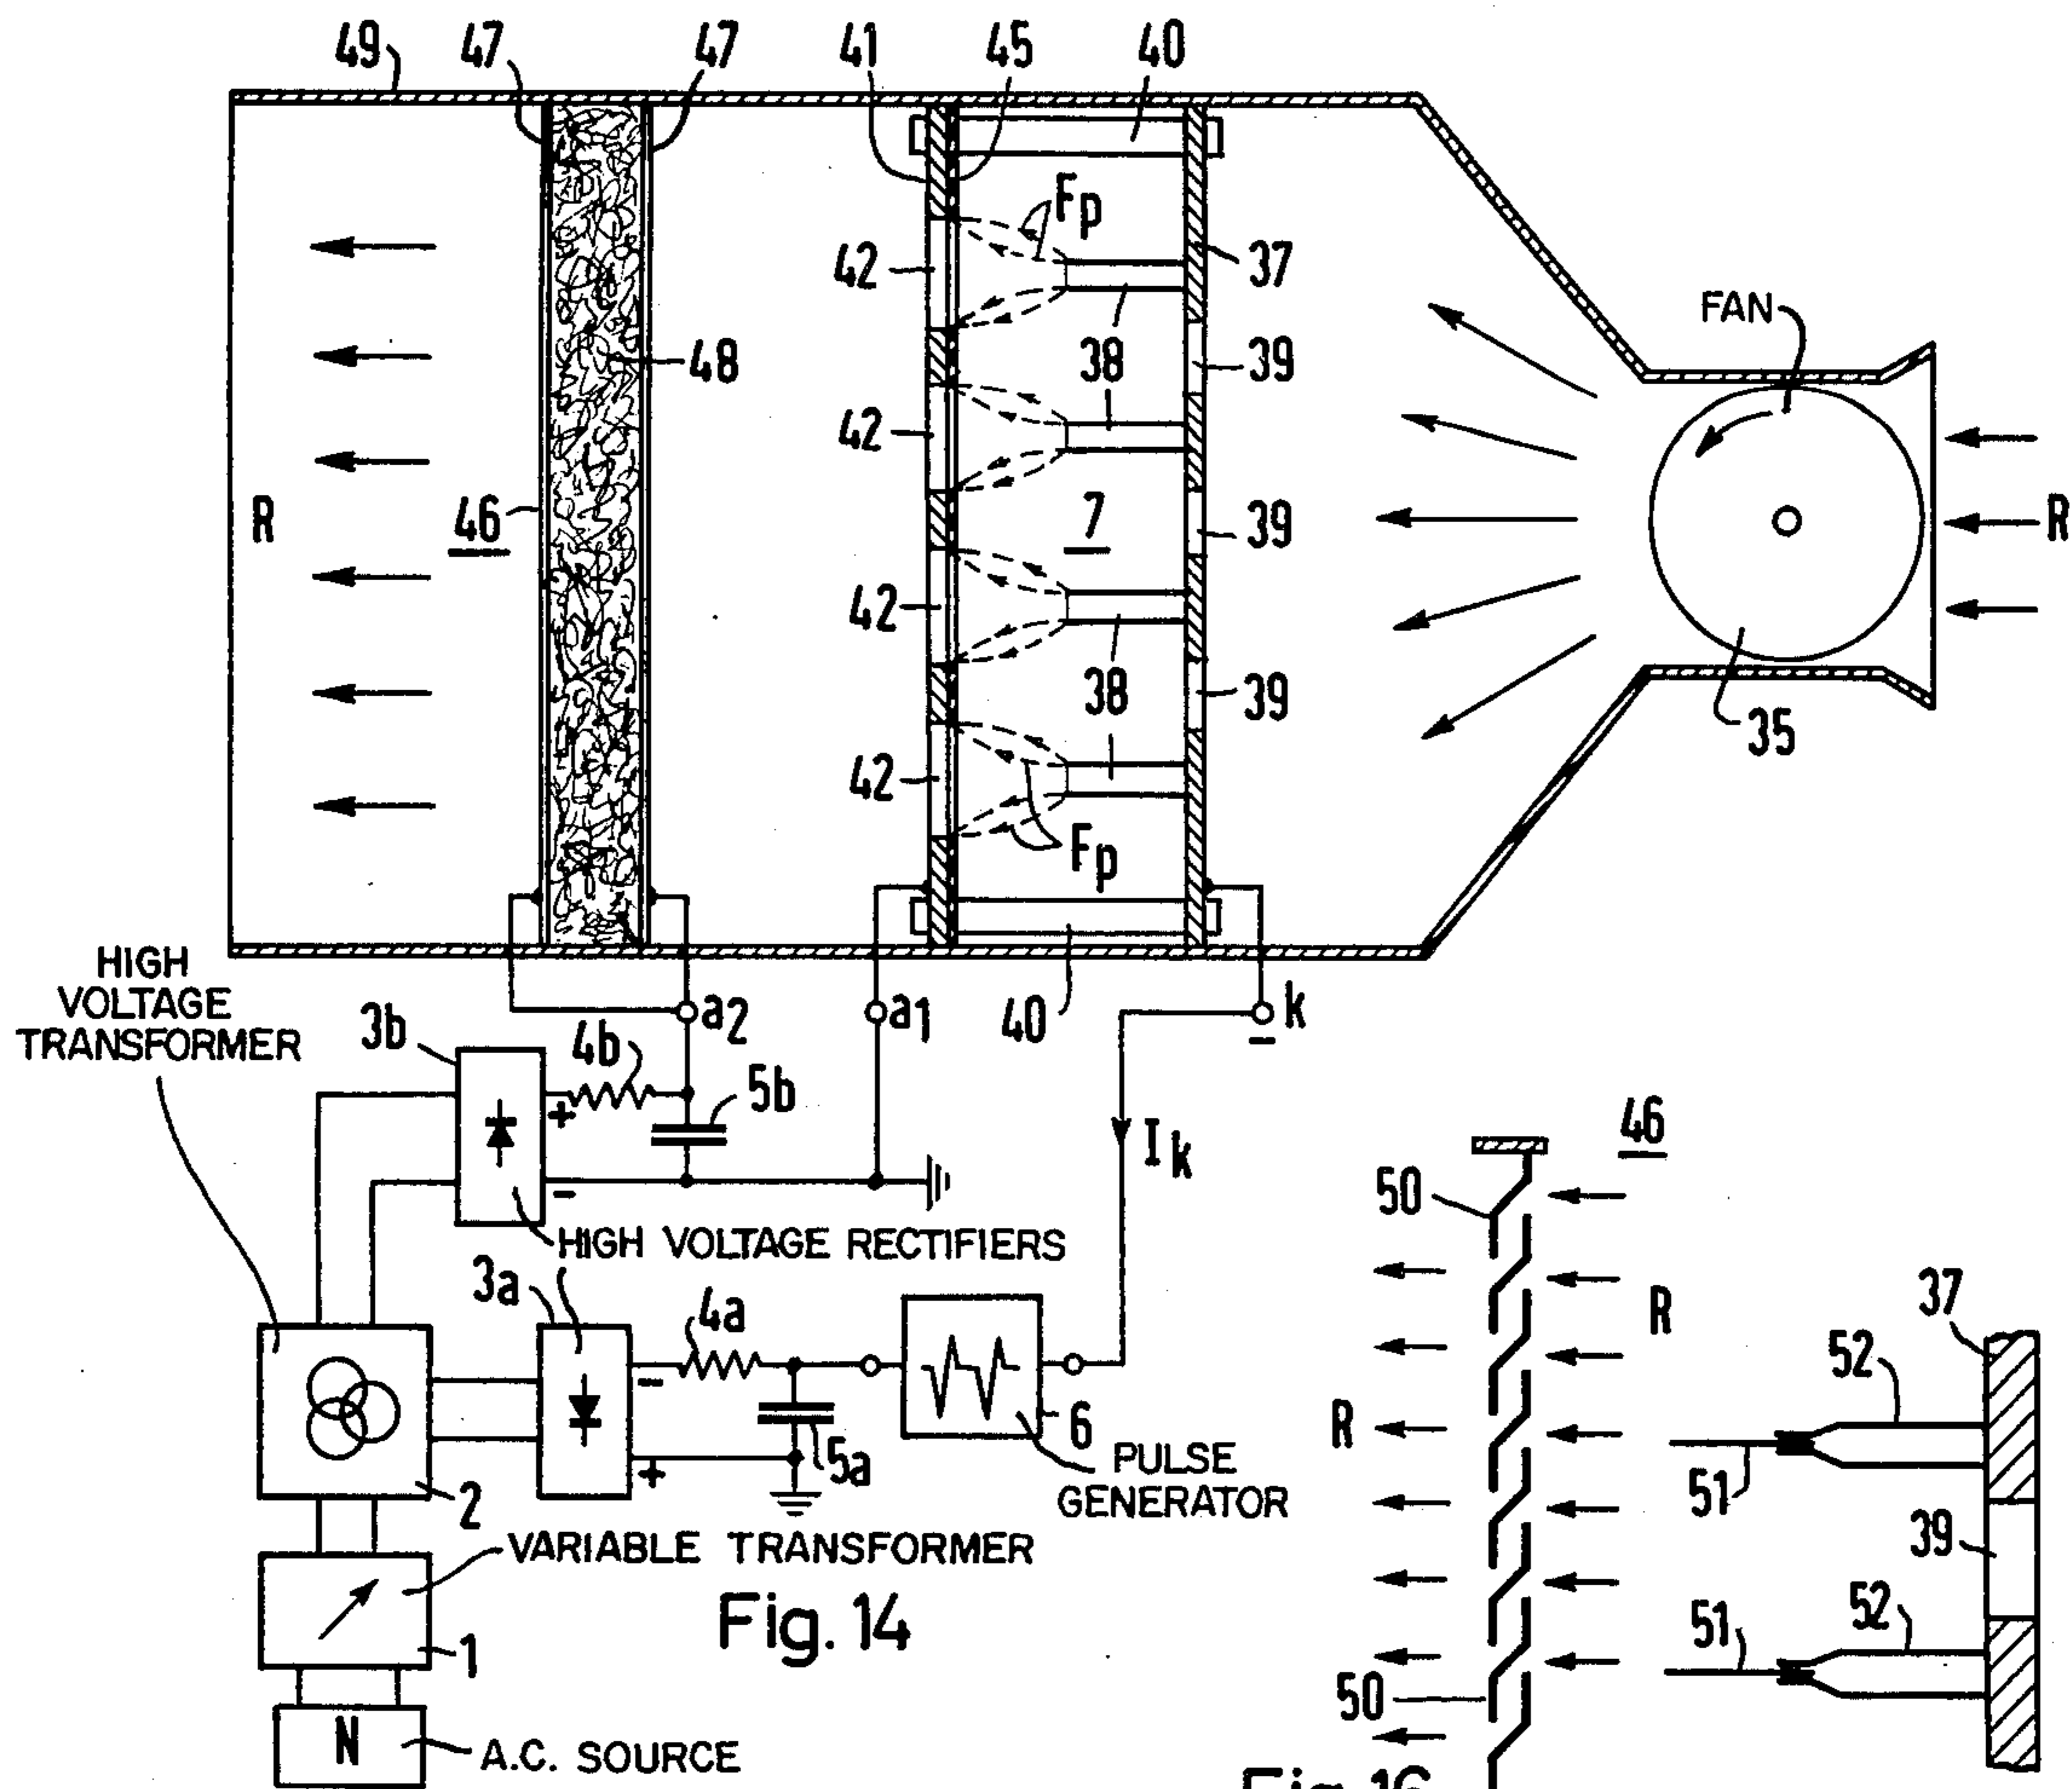 49
47
47
41
45
40
Fp
42
37
FAN
48
38
39
42
R
46
7
39
R
42
38
39
35
42
Fp
HIGH
VOLTAGE
TRANSFORMER
3b
4b
a2
a1
40
k
-
5b
+
Ik
46
-
50
HIGH VOLTAGE RECTIFIERS
3a
4a
R
37
-
52
R
6
5a
+
PULSE
GENERATOR
51
2
39
VARIABLE TRANSFORMER
Fig. 14
52
51
1
50
N
A.C. SOURCE